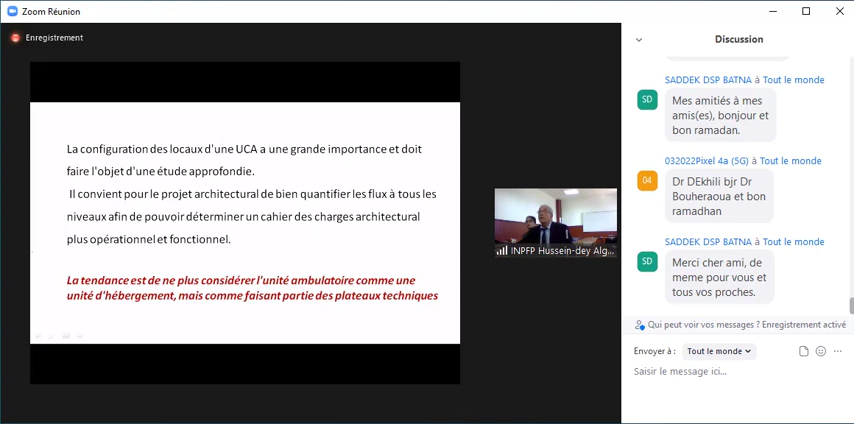 Zoom Réunion
Enregistrement
La configuration des locaux d'une UCA a une grande importance et doit
faire l'objet d'une étude approfondie.
Il convient pour le projet architectural de bien quantifier les flux à tous les
niveaux afin de pouvoir déterminer un cahier des charges architectural
plus opérationnel et fonctionnel.
La tendance est de ne plus considérer l'unité ambulatoire comme une
unité d'hébergement, mais comme faisant partie des plateaux techniques
INPFP Hussein-dey Alg...
Discussion
SADDEK DSP BATNA à Tout le monde
SD
Mes amitiés à mes
amis(es), bonjour et
bon ramadan.
032022Pixel 4a (5G) à Tout le monde
04
Dr DEkhili bjr Dr
Bouheraoua et bon
ramadhan
SADDEK DSP BATNA à Tout le monde
SD
Merci cher ami, de
meme pour vous et
tous vos proches.
Qui peut voir vos messages ? Enregistrement activé
Envoyer à : Tout le monde
Saisir le message ici...